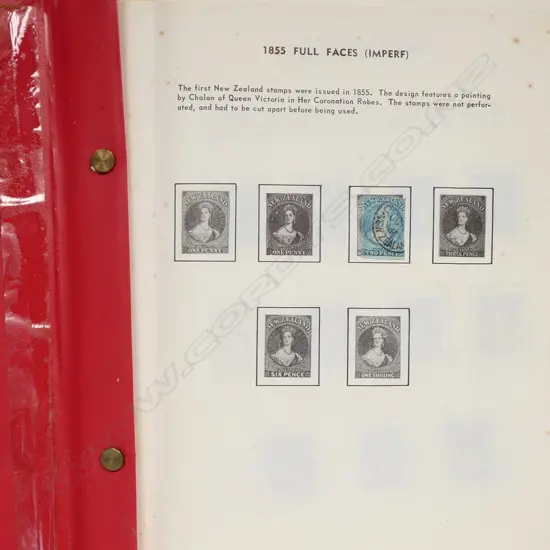 1855 FULL FACES (IMPERF)
The first New Zealand stamps were issued in 1855. The design features a painting
by Chalon of Queen Victoria in Her Coronation Robes. The stamps were not perfor-
ated, and had to be cut apart before being used.
NEW ZEALAND NEW ZEALAND NEW ZEALAND
ONE PENNY ONE PENNY TWO PENCE THREE PENCE
NEW ZEALAND NEW ZEALAND
SIX PENCE ONE SHILLING